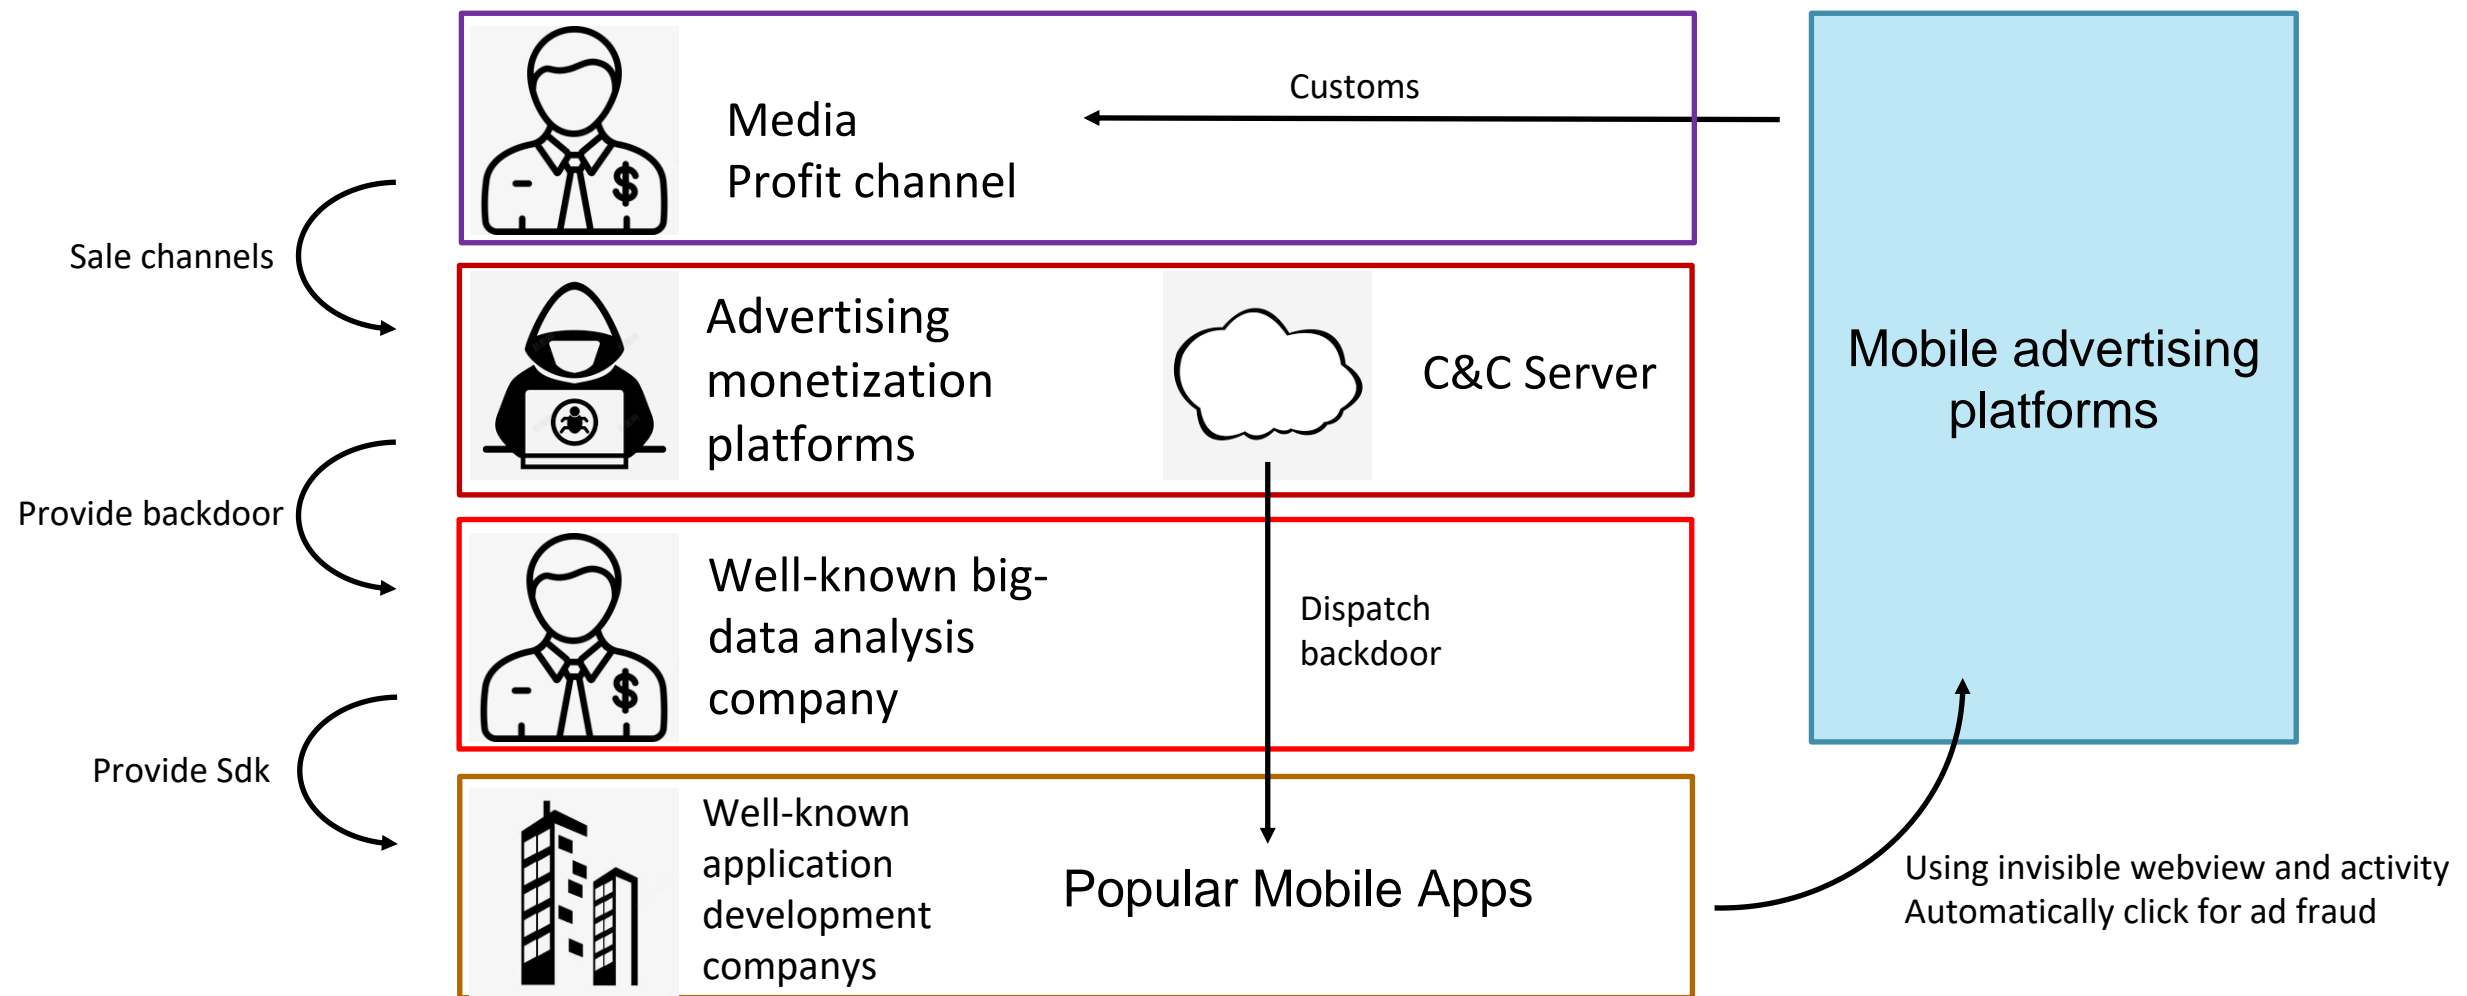 Customs
Media
Profit channel
Sale channels
Advertising
monetization
platforms
C&C Server
Mobile advertising
platforms
Provide backdoor
Well-known big-
data analysis
company
Dispatch
backdoor
Provide Sdk
Well-known
application
development
companys
Popular Mobile Apps
Using invisible webview and activity
Automatically click for ad fraud
$
$